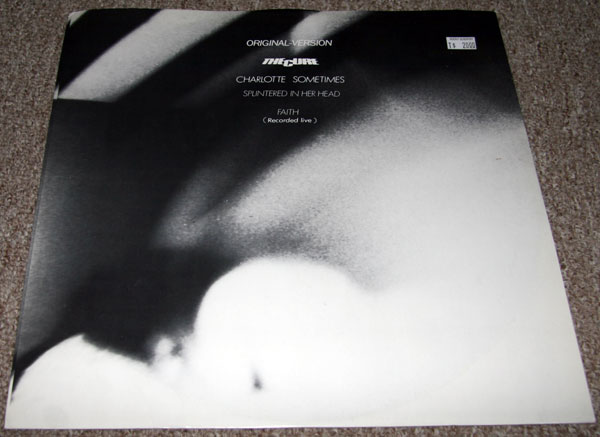 ORIGINAL-VERSION
THE CURE
CHARLOTTE SOMETIMES
SPLINTERED IN HER HEAD
FAITH
( Recorded live )